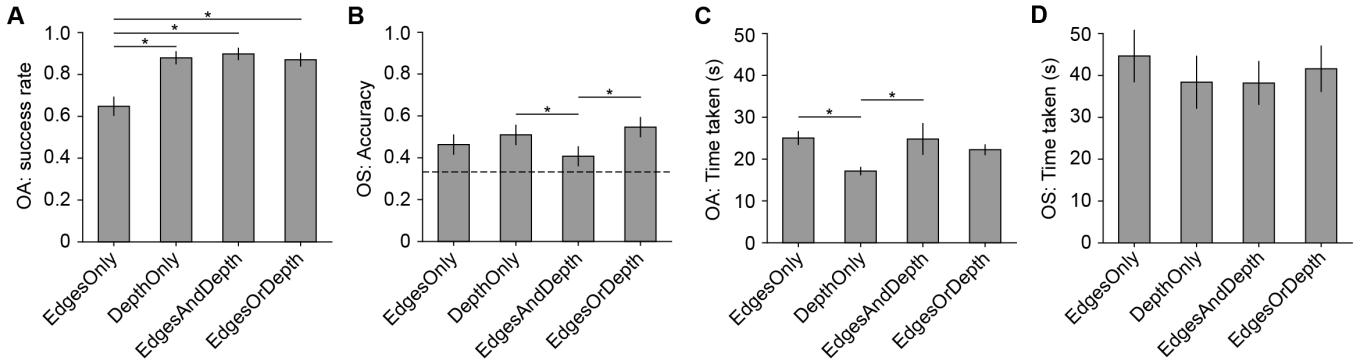 A
OA: success rate
1.0
0.8
0.6
0.4
0.2
0
* * *
EdgesOnly
DepthOnly
EdgesAndDepth
EdgesOrDepth
B
OS: Accuracy
1.0
0.8
0.6
0.4
0.2
0
* *
EdgesOnly
DepthOnly
EdgesAndDepth
EdgesOrDepth
C
OA: Time taken (s)
50
40
30
20
10
0
* *
EdgesOnly
DepthOnly
EdgesAndDepth
EdgesOrDepth
D
OS: Time taken (s)
50
40
30
20
10
0
EdgesOnly
DepthOnly
EdgesAndDepth
EdgesOrDepth